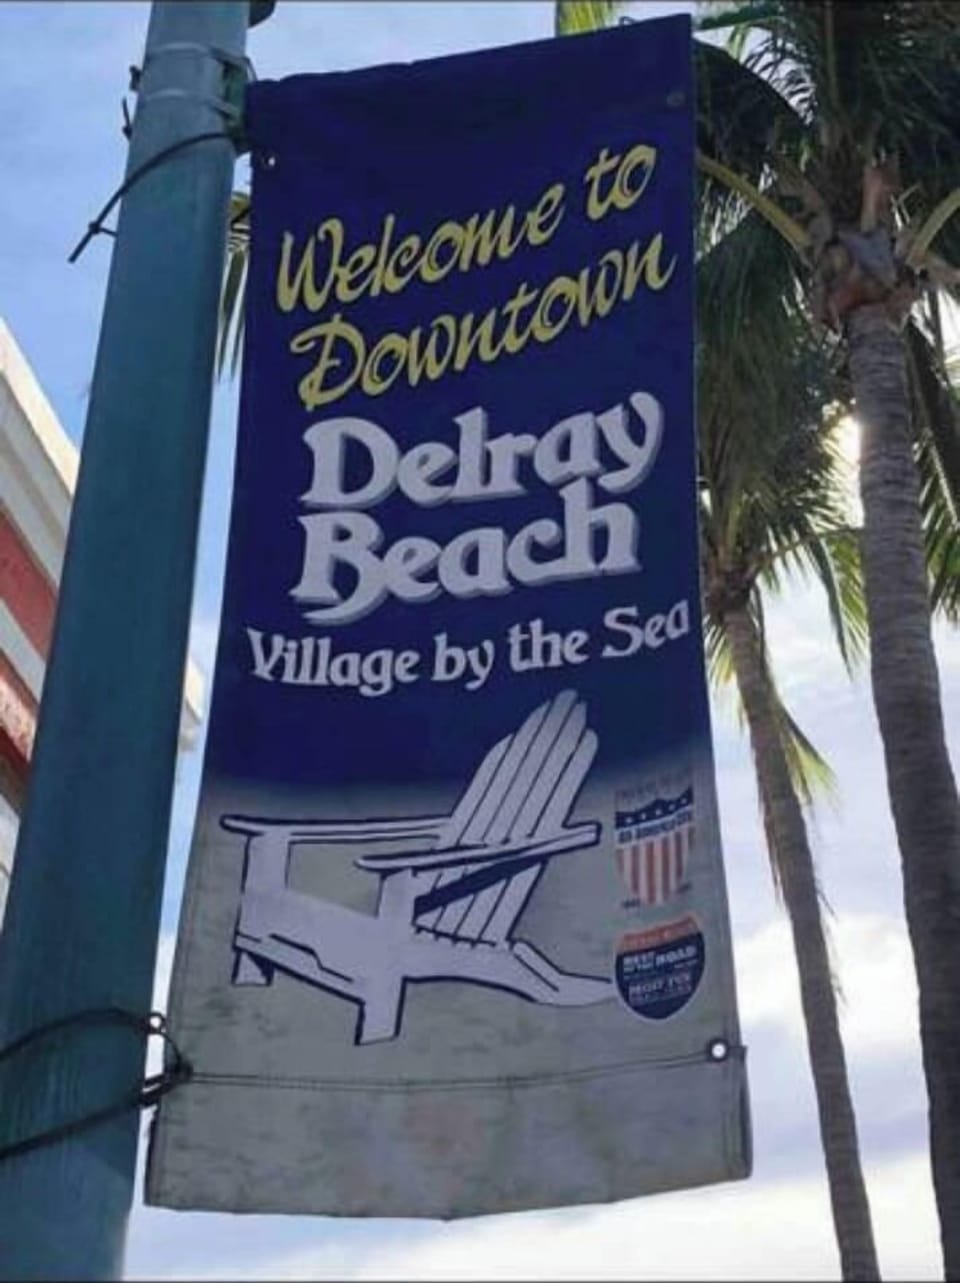 Welcome to
Downtown
Delray
Beach
Village by the Sea